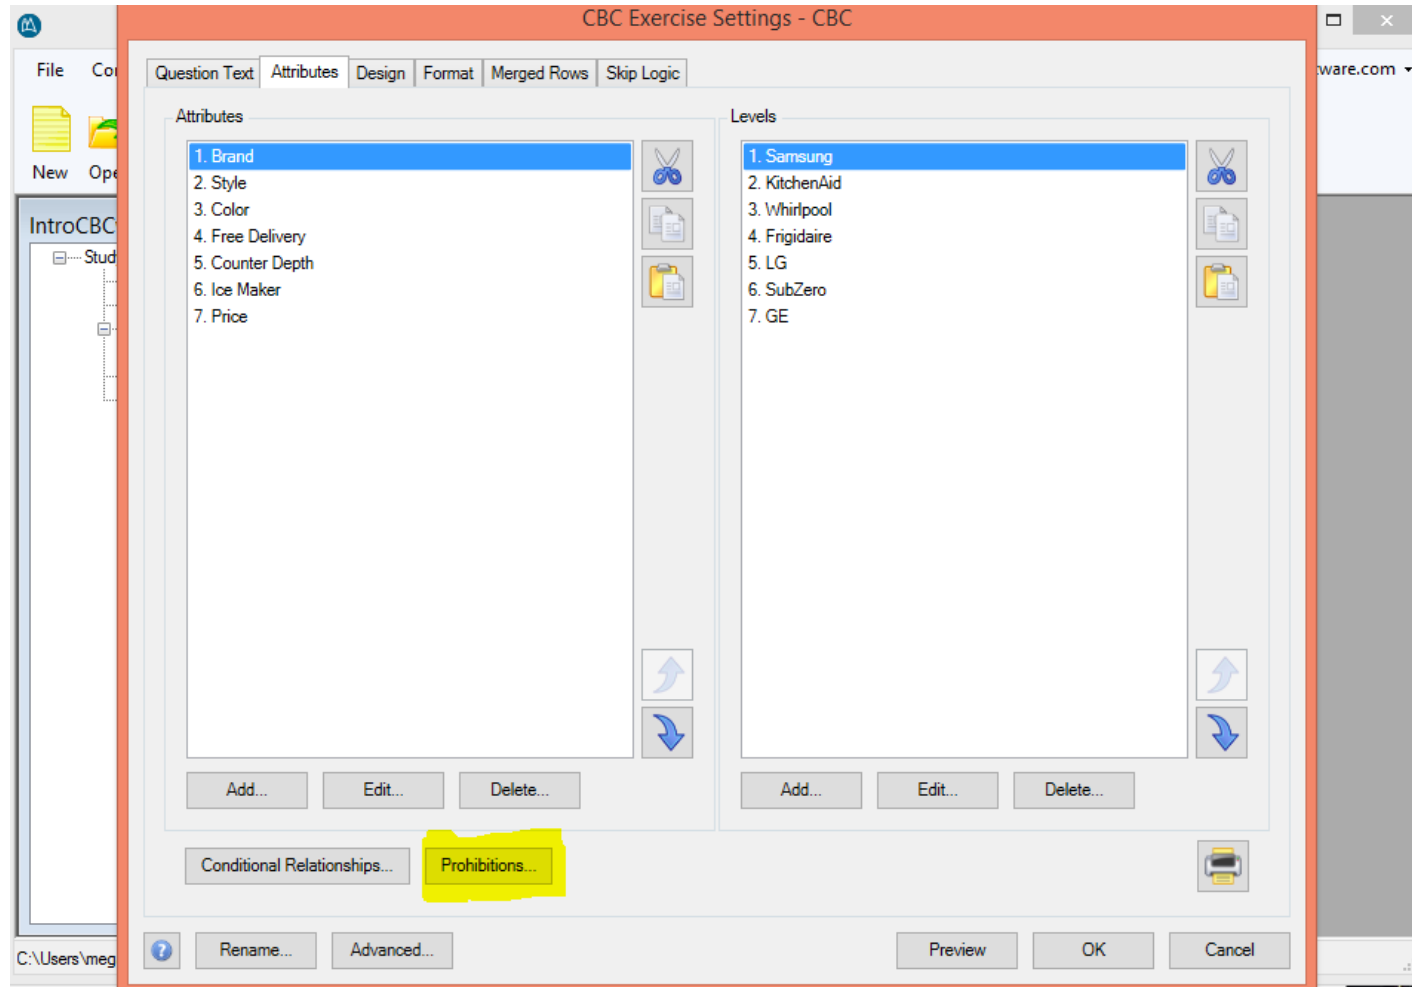 CBC Exercise Settings - CBC
File Co
ware.com
Question Text Attributes Design Format Merged Rows Skip Logic
New Ope
Attributes
1. Brand
2. Style
3. Color
4. Free Delivery
5. Counter Depth
6. Ice Maker
7. Price
Levels
1. Samsung
2. KitchenAid
3. Whirlpool
4. Frigidaire
5. LG
6. SubZero
7. GE
IntroCBC
Stud
Add... Edit... Delete...
Add... Edit... Delete...
Conditional Relationships... Prohibitions...
Rename... Advanced... Preview OK Cancel
C:\Users\meg